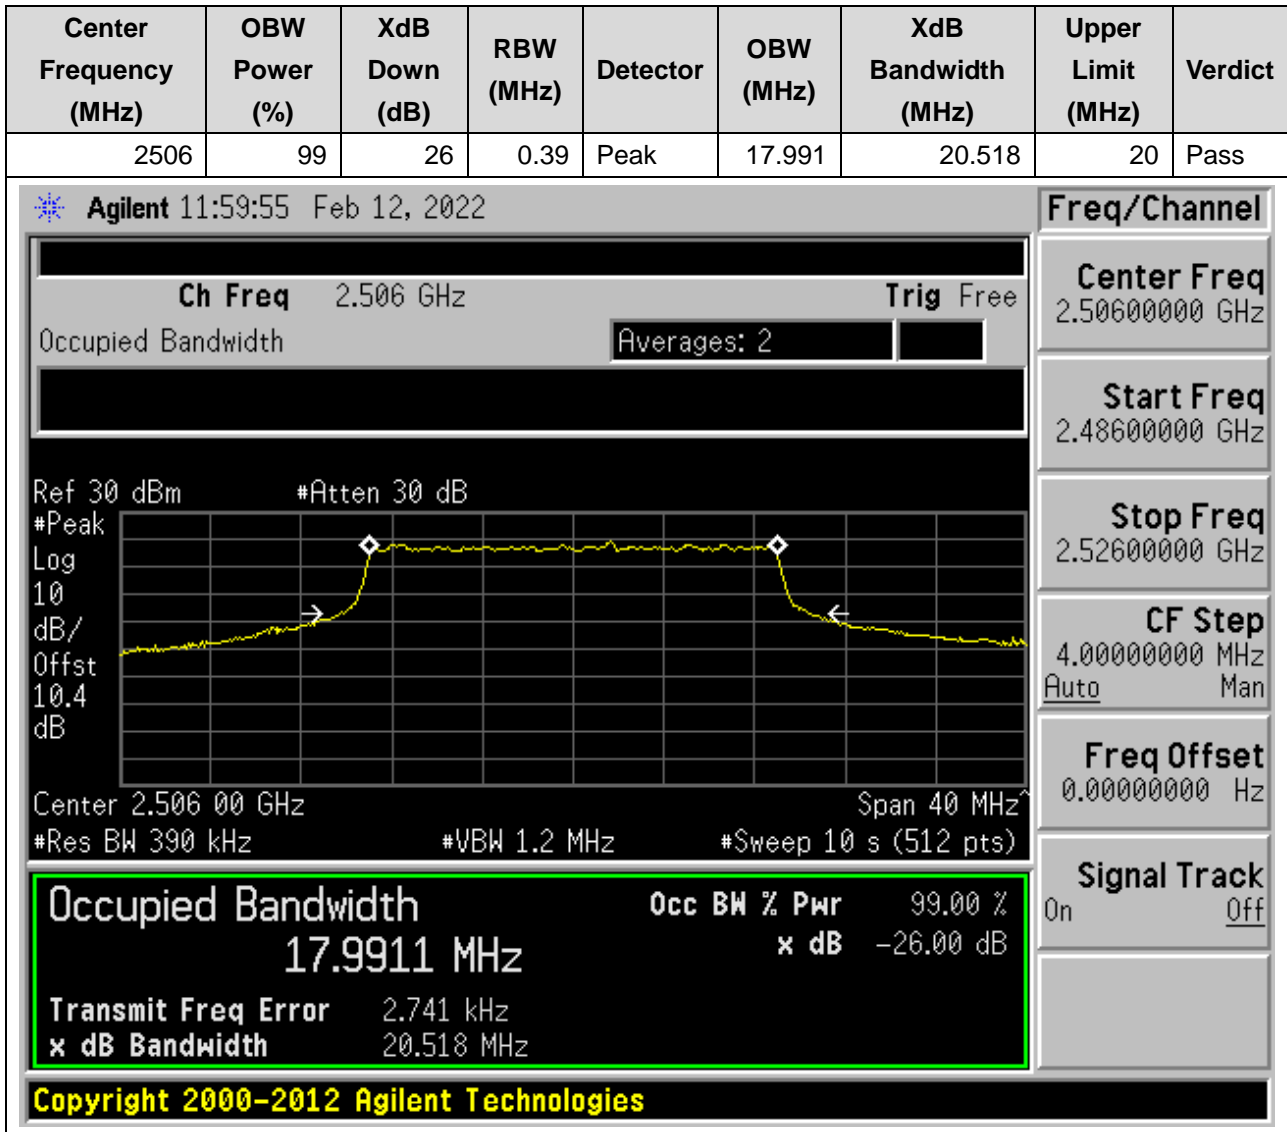 Center Frequency (MHz) OBW Power (%) XdB Down (dB) RBW (MHz) Detector OBW (MHz) XdB Bandwidth (MHz) Upper Limit (MHz) Verdict
2506 99 26 0.39 Peak 17.991 20.518 20 Pass
Agilent 11:59:55 Feb 12, 2022
Freq/Channel
Ch Freq 2.506 GHz Trig Free
Occupied Bandwidth Averages: 2
Center Freq
2.50600000 GHz
Start Freq
2.48600000 GHz
Stop Freq
2.52600000 GHz
CF Step
4.00000000 MHz
Auto Man
Freq Offset
0.00000000 Hz
Signal Track
On Off
Ref 30 dBm #Atten 30 dB
#Peak
Log
10
dB/
Offst
10.4
dB
Center 2.506 00 GHz Span 40 MHz^
#Res BW 390 kHz #VBW 1.2 MHz #Sweep 10 s (512 pts)
Occupied Bandwidth Occ BW % Pwr 99.00 %
17.9911 MHz x dB -26.00 dB
Transmit Freq Error 2.741 kHz
x dB Bandwidth 20.518 MHz
Copyright 2000-2012 Agilent Technologies